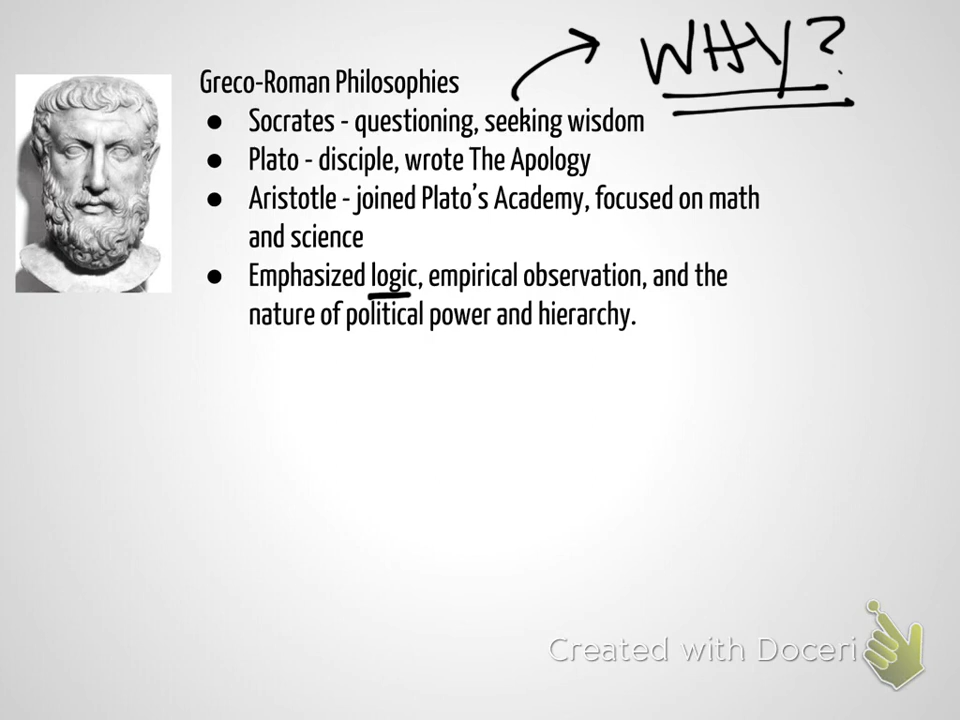 WHY?
Greco-Roman Philosophies
● Socrates - questioning, seeking wisdom
● Plato - disciple, wrote The Apology
● Aristotle - joined Plato's Academy, focused on math
and science
● Emphasized logic, empirical observation, and the
nature of political power and hierarchy.
Created with Doceri